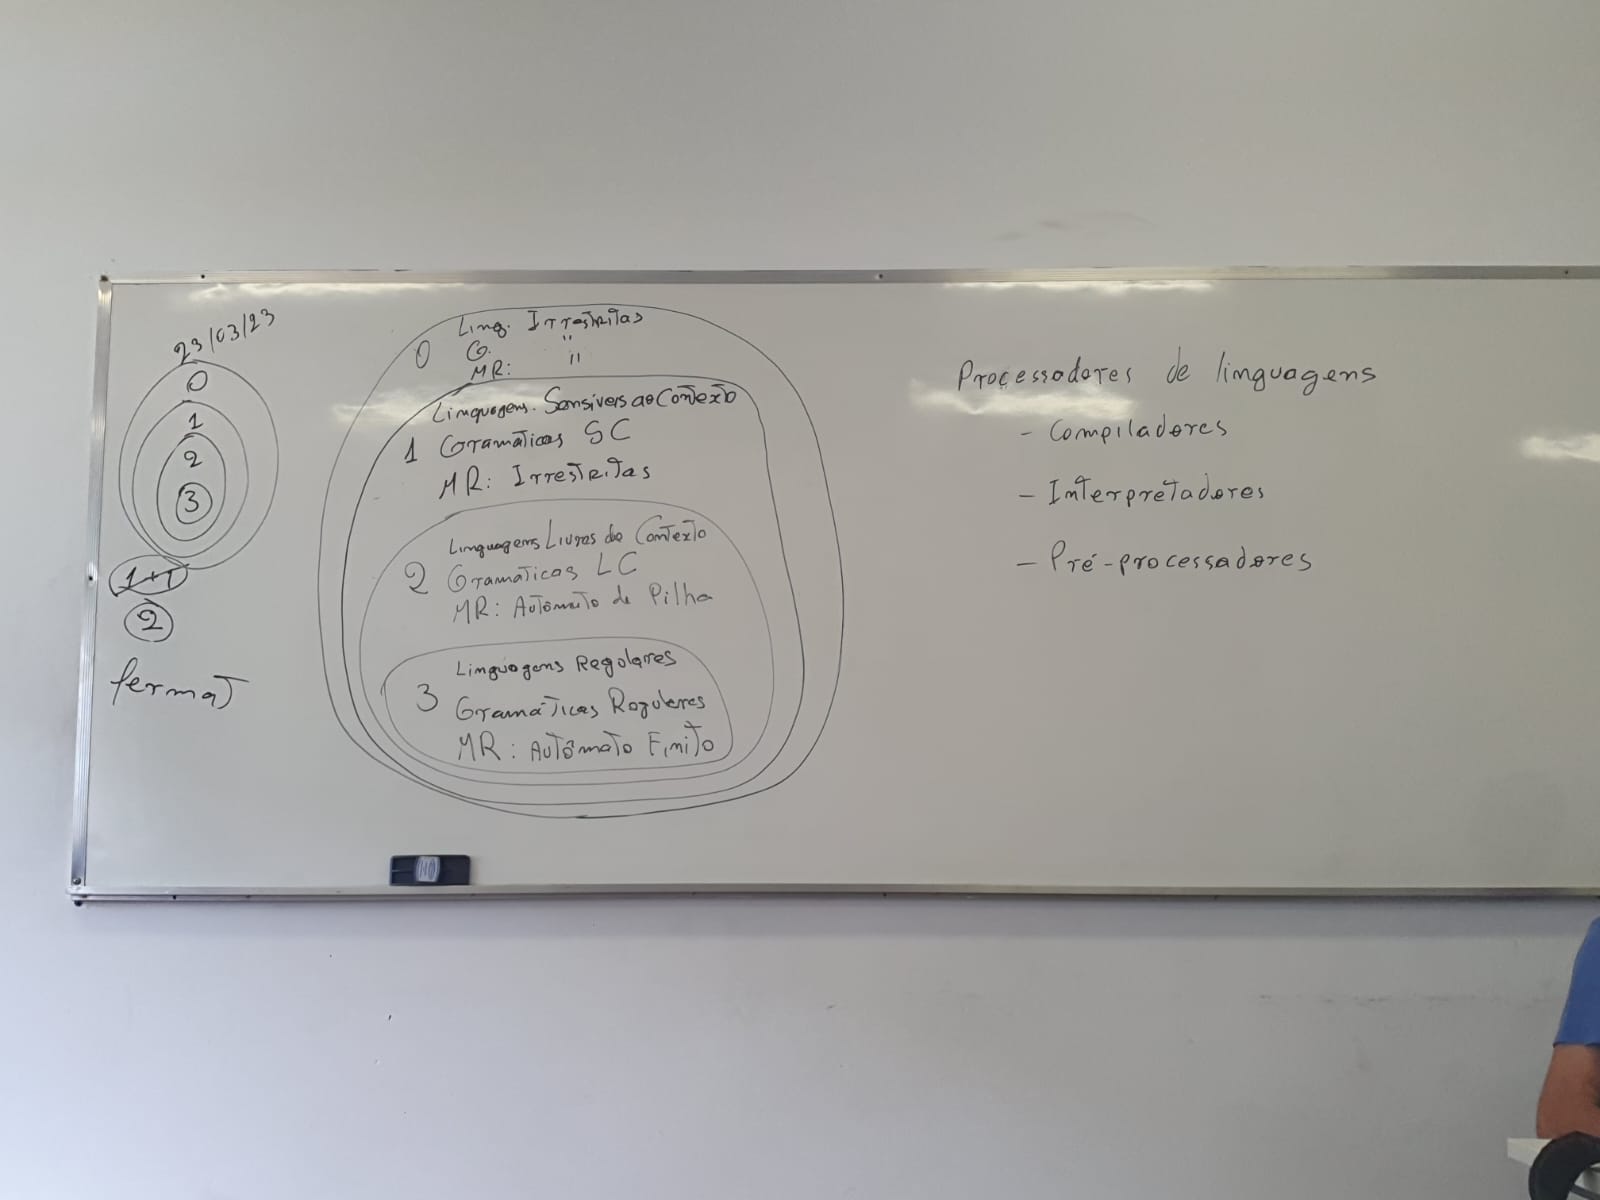 23/03/23
0
1
2
3
1+T
2
fermat
0 Ling. Irrestritas
G. "
MR: "
Linguagens. Sensíveis ao Contexto
1 Gramáticas SC
MR: Irrestritas
Linguagens Livres de Contexto
2 Gramáticas LC
MR: Autômato de Pilha
Linguagens Regulares
3 Gramáticas Regulares
MR: Autômato Finito
Processadores de linguagens
- Compiladores
- Interpretadores
- Pré-processadores